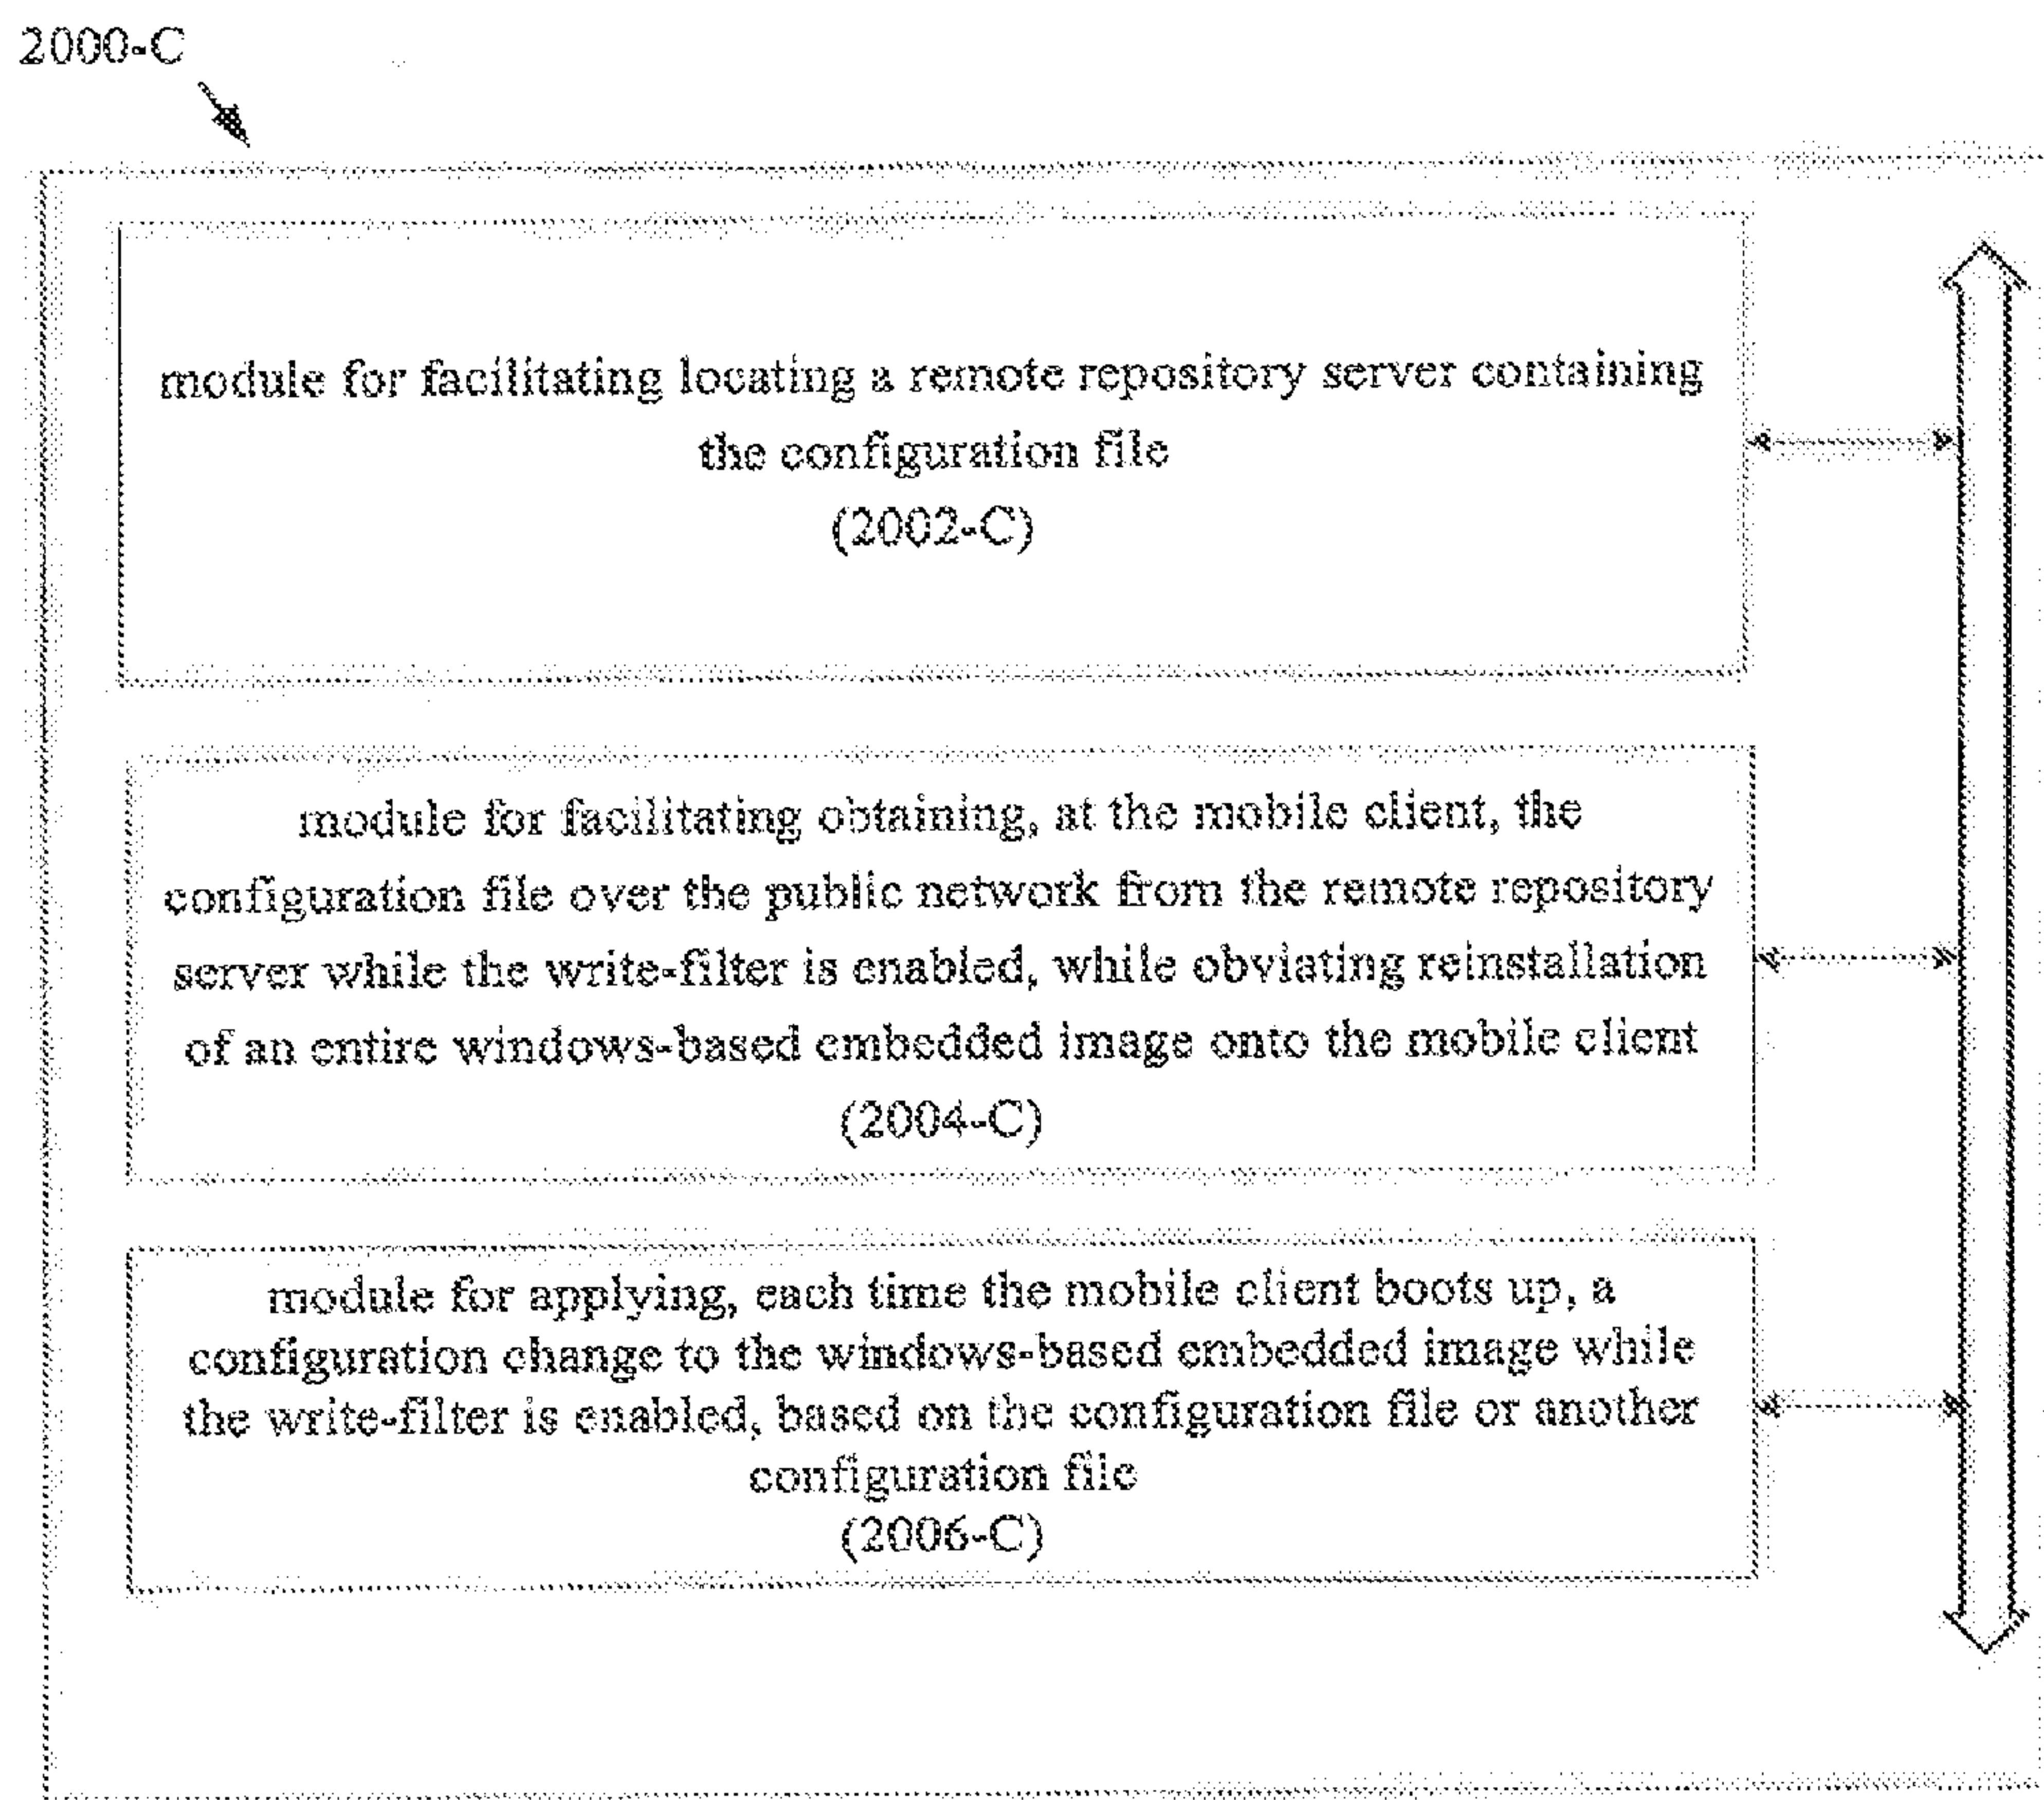 2000-C
module for facilitating locating a remote repository server containing
the configuration file
(2002-C)
module for facilitating obtaining, at the mobile client, the
configuration file over the public network from the remote repository
server while the write-filter is enabled, while obviating reinstallation
of an entire windows-based embedded image onto the mobile client
(2004-C)
module for applying, each time the mobile client boots up, a
configuration change to the windows-based embedded image while
the write-filter is enabled, based on the configuration file or another
configuration file
(2006-C)